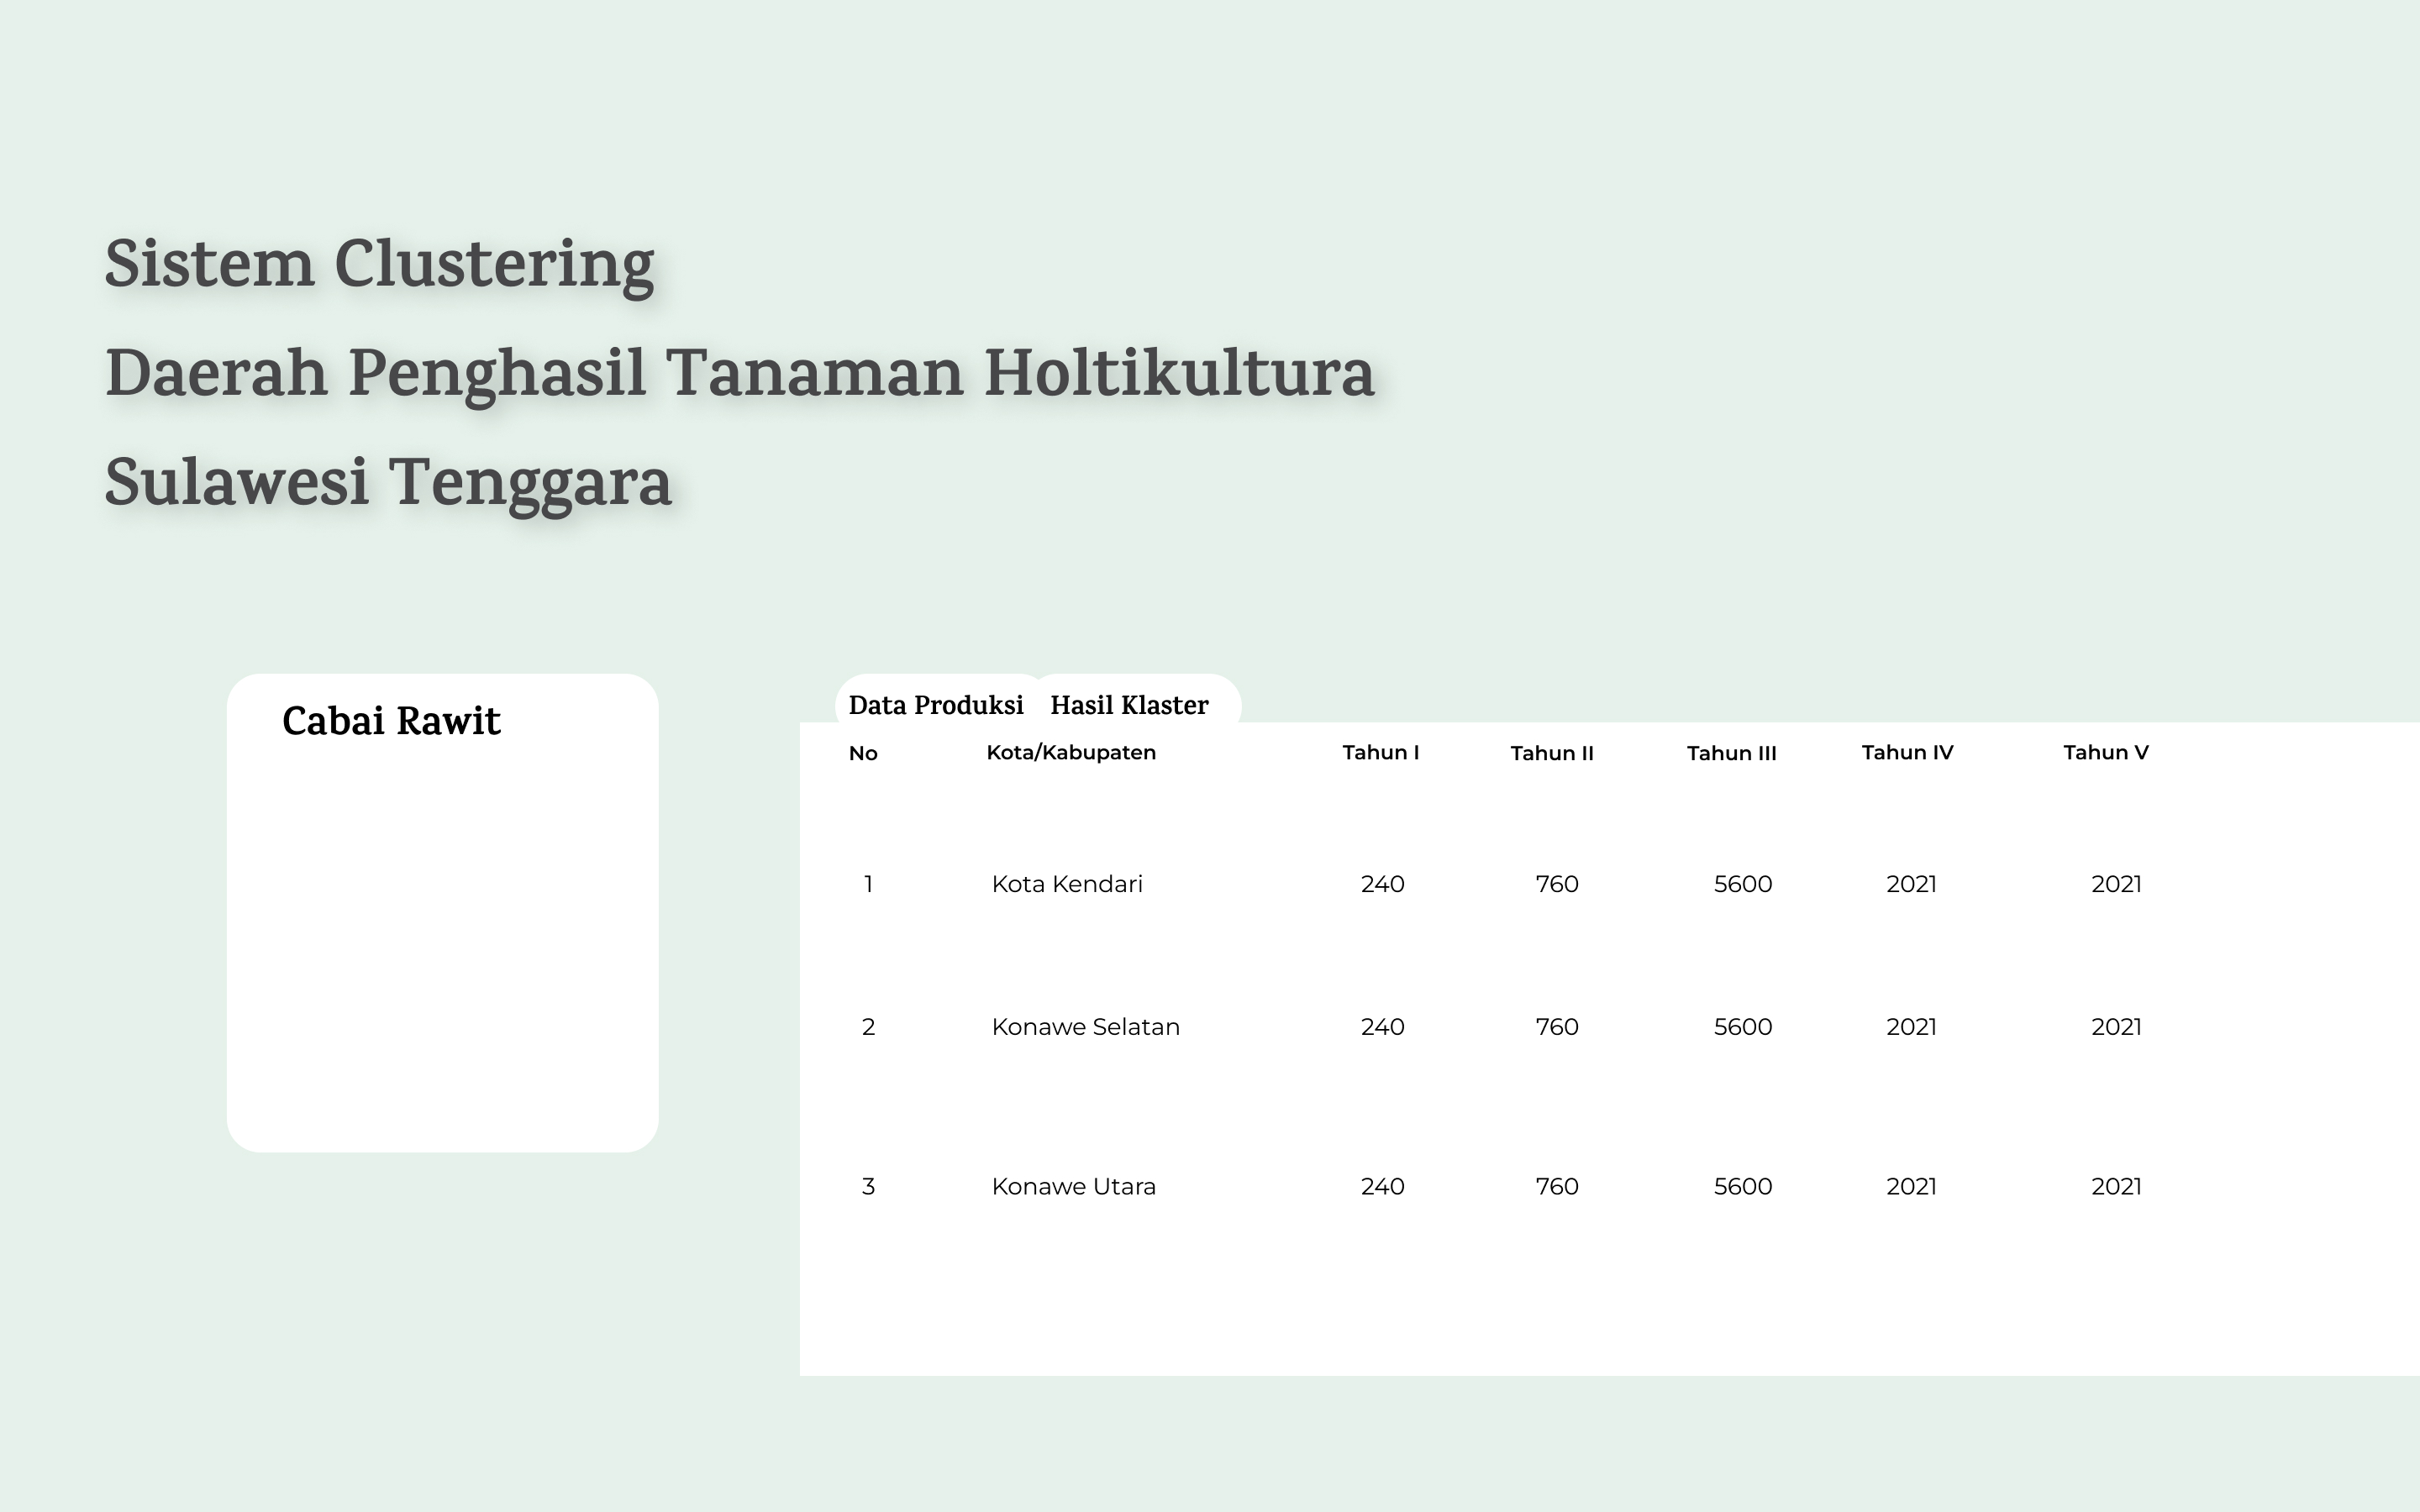 Sistem Clustering
Daerah Penghasil Tanaman Holtikultura
Sulawesi Tenggara
Cabai Rawit
Data Produksi Hasil Klaster
No Kota/Kabupaten Tahun I Tahun II Tahun III Tahun IV Tahun V
1 Kota Kendari 240 760 5600 2021 2021
2 Konawe Selatan 240 760 5600 2021 2021
3 Konawe Utara 240 760 5600 2021 2021